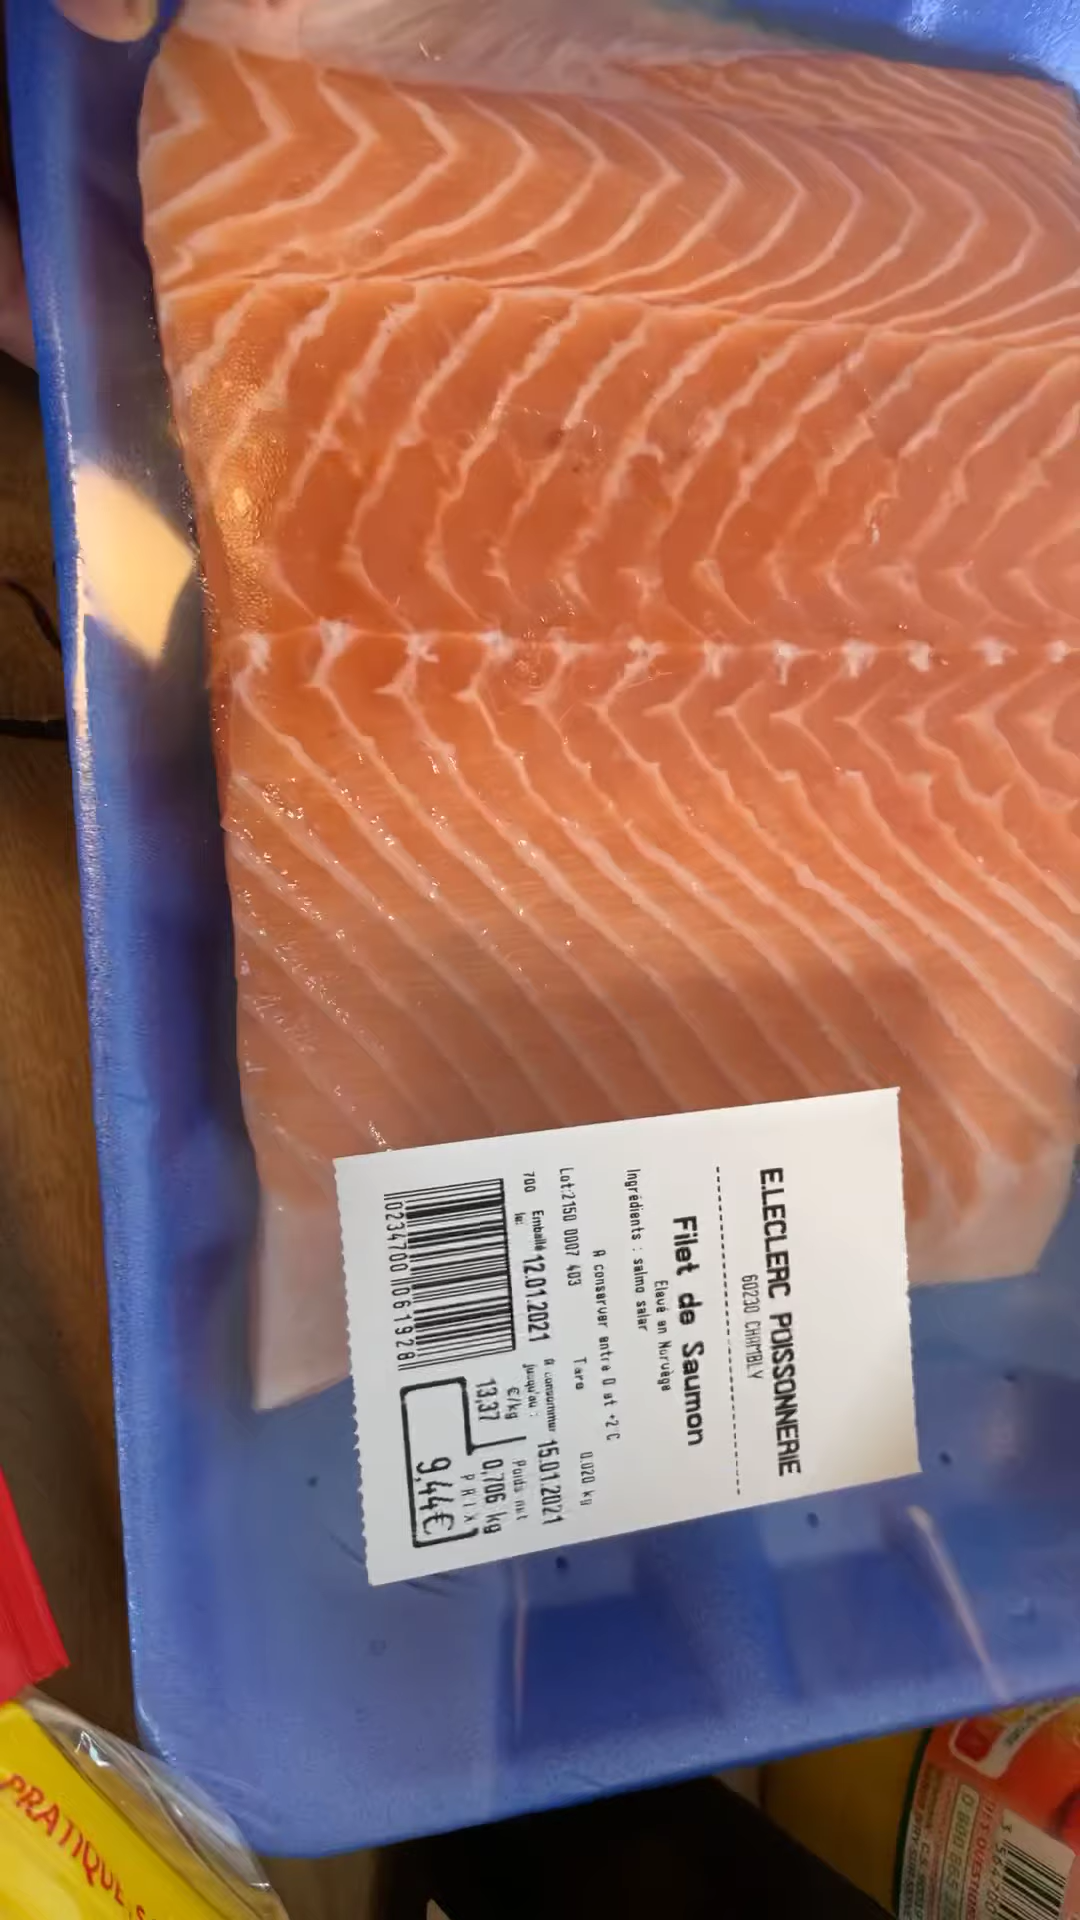 E.LECLERC POISSONNERIE
60230 CHAMBLY
Filet de Saumon
Elevé en Norvège
Ingrédients : salmo salar
A conserver entre 0 et +2°C
Lot:2150 0007 403 Tare 0.020 kg
700 Emballé le: 12.01.2021 A consommer jusqu'au : 15.01.2021
€/kg Poids net
13,37 0,706 kg
PRIX
9,44€
0234700 061928
PRATIQUE